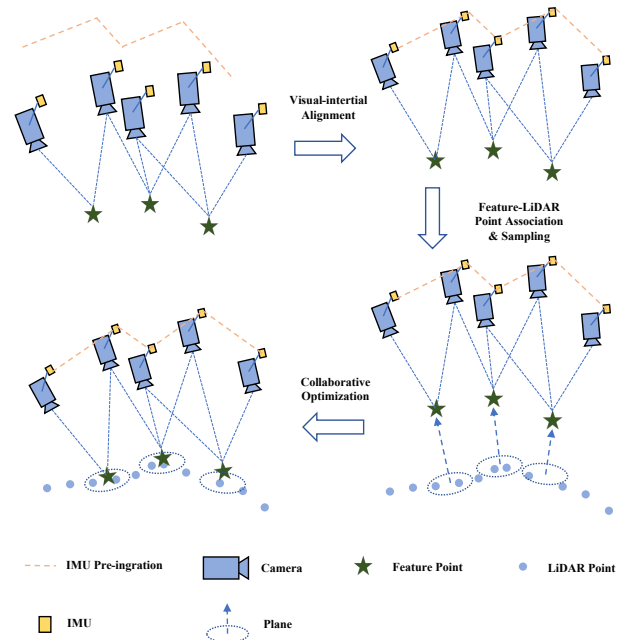 Visual-intertial
Alignment
Feature-LiDAR
Point Association
& Sampling
Collaborative
Optimization
IMU Pre-ingration
Camera
Feature Point
LiDAR Point
IMU
Plane